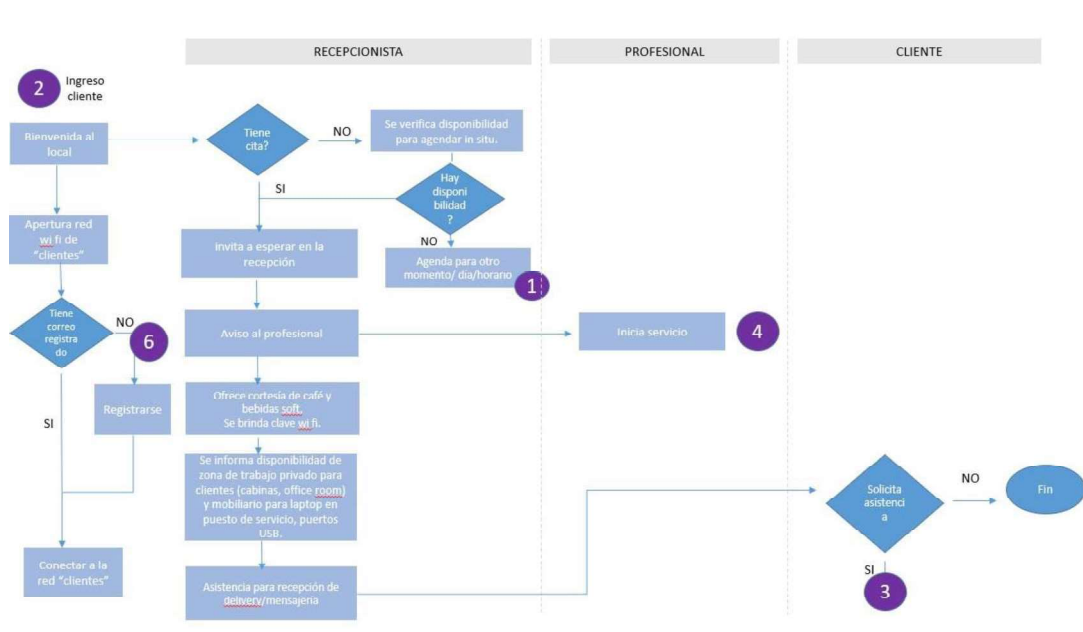 RECEPCIONISTA
PROFESIONAL
CLIENTE
2
Ingreso
cliente
Bienvenida al
local
Tiene
cita?
NO
Se verifica disponibilidad
para agendar in situ.
SI
Hay
disponi
bilidad
?
Apertura red
wi fi de
"clientes"
invita a esperar en la
recepción
NO
Agenda para otro
momento/ dia/horario
1
Tiene
correo
registra
do
NO
6
Aviso al profesional
Inicia servicio
4
Registrarse
SI
Ofrece cortesía de café y
bebidas soft.
Se brinda clave wi fi.
Se informa disponibilidad de
zona de trabajo privado para
clientes (cabinas, office room)
y mobiliario para laptop en
puesto de servicio, puertos
USB.
Solicita
asistenci
a
NO
Fin
Conectar a la
red "clientes"
Asistencia para recepción de
delivery/mensajeria
SI
3